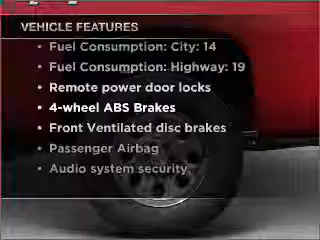 VEHICLE FEATURES
• Fuel Consumption: City: 14
• Fuel Consumption: Highway: 19
• Remote power door locks
• 4-wheel ABS Brakes
• Front Ventilated disc brakes
• Passenger Airbag
• Audio system security